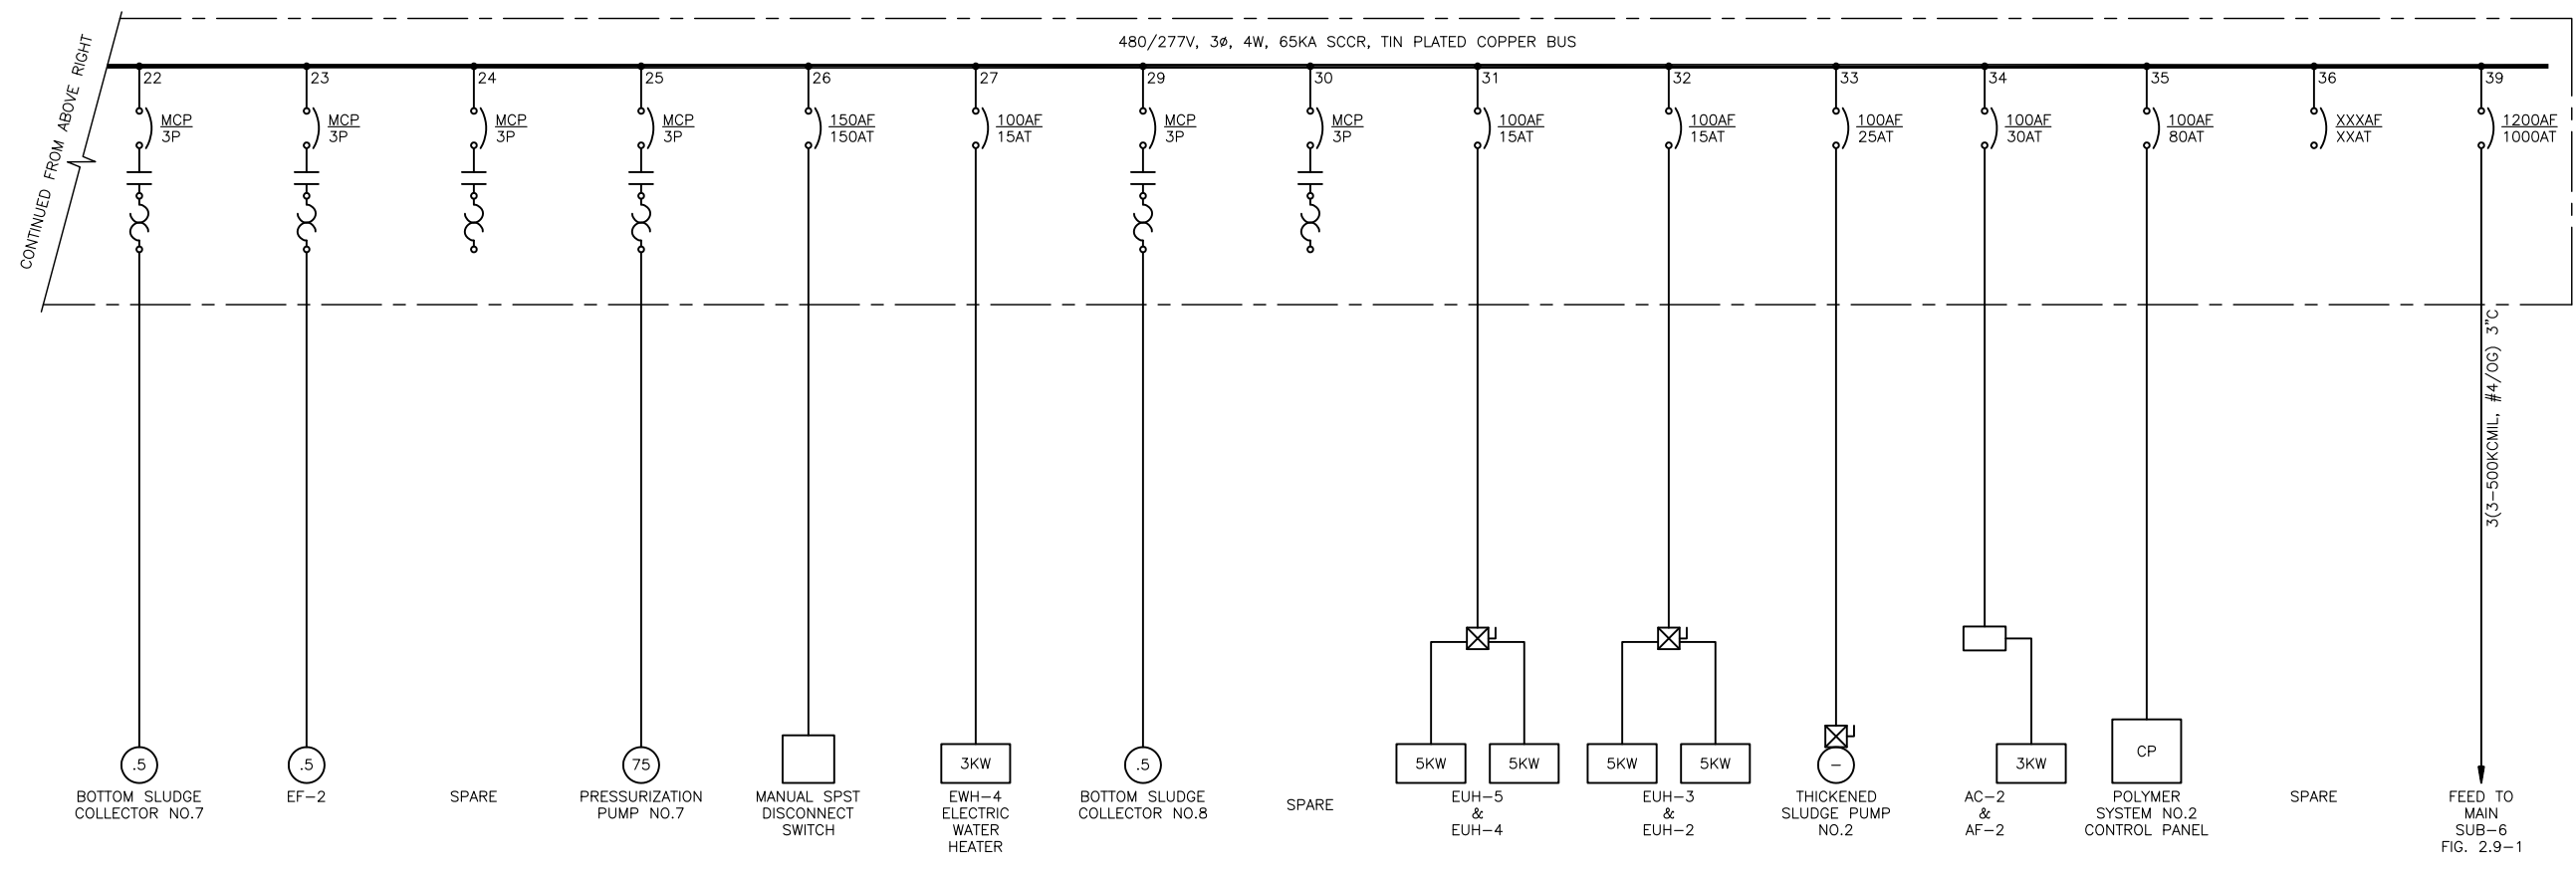 480/277V, 3ø, 4W, 65KA SCCR, TIN PLATED COPPER BUS
CONTINUED FROM ABOVE RIGHT
22
23
24
25
26
27
29
30
31
32
33
34
35
36
39
MCP
3P
MCP
3P
MCP
3P
MCP
3P
150AF
150AT
100AF
15AT
MCP
3P
MCP
3P
100AF
15AT
100AF
15AT
100AF
25AT
100AF
30AT
100AF
80AT
XXXAF
XXAT
1200AF
1000AT
3(3-500KCMIL, #4/0G) 3"C
.5
BOTTOM SLUDGE
COLLECTOR NO.7
.5
EF-2
SPARE
75
PRESSURIZATION
PUMP NO.7
MANUAL SPST
DISCONNECT
SWITCH
3KW
EWH-4
ELECTRIC
WATER
HEATER
.5
BOTTOM SLUDGE
COLLECTOR NO.8
SPARE
5KW
5KW
EUH-5
&
EUH-4
5KW
5KW
EUH-3
&
EUH-2
-
THICKENED
SLUDGE PUMP
NO.2
3KW
AC-2
&
AF-2
CP
POLYMER
SYSTEM NO.2
CONTROL PANEL
SPARE
FEED TO
MAIN
SUB-6
FIG. 2.9-1